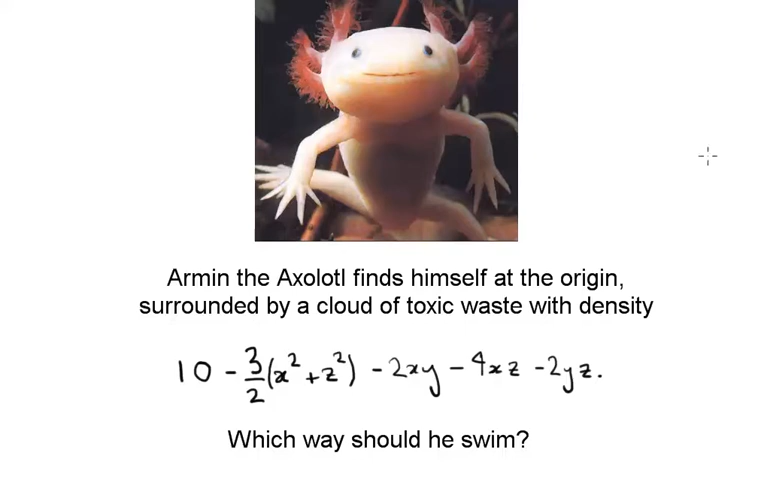 Armin the Axolotl finds himself at the origin,
surrounded by a cloud of toxic waste with density
10 - 3/2 (x² + z²) - 2xy - 4xz - 2yz.
Which way should he swim?